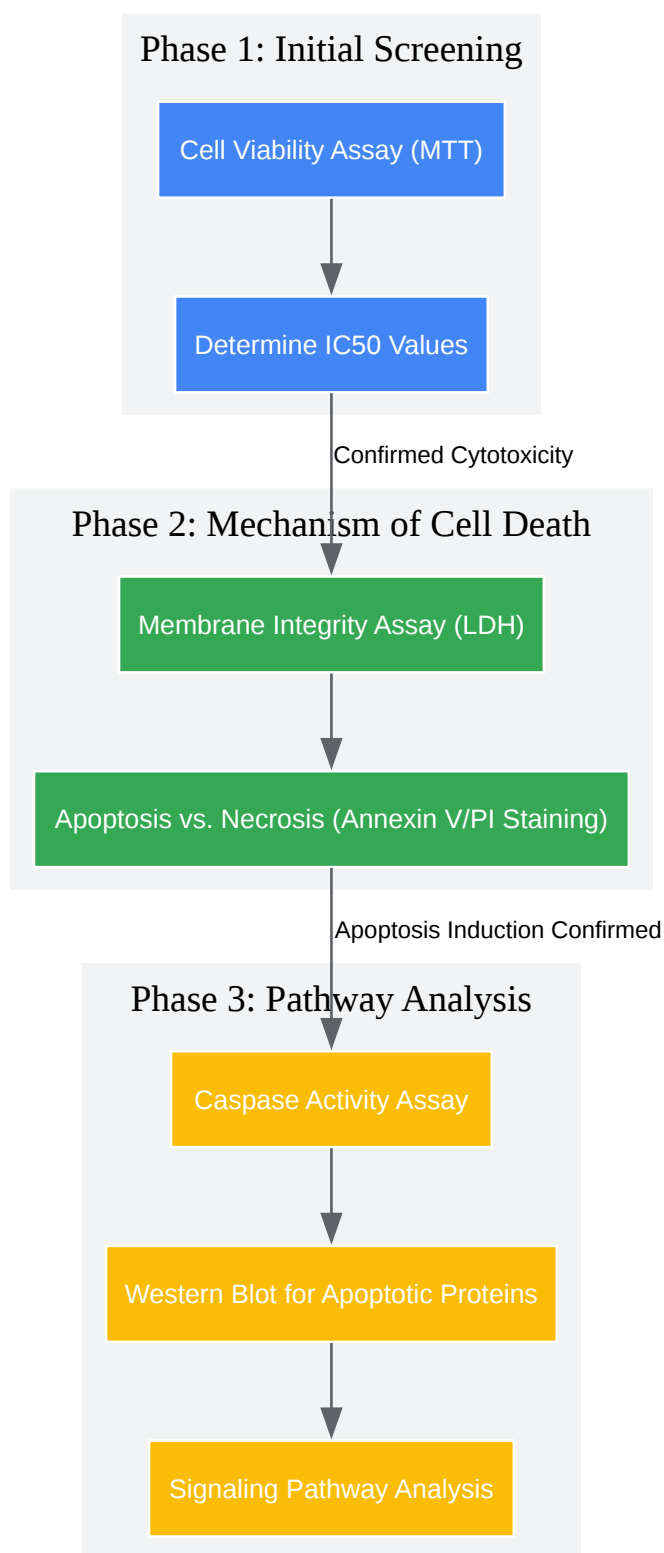 Phase 1: Initial Screening
Cell Viability Assay (MTT)
Determine IC50 Values
Confirmed Cytotoxicity
Phase 2: Mechanism of Cell Death
Membrane Integrity Assay (LDH)
Apoptosis vs. Necrosis (Annexin V/PI Staining)
Apoptosis Induction Confirmed
Phase 3: Pathway Analysis
Caspase Activity Assay
Western Blot for Apoptotic Proteins
Signaling Pathway Analysis